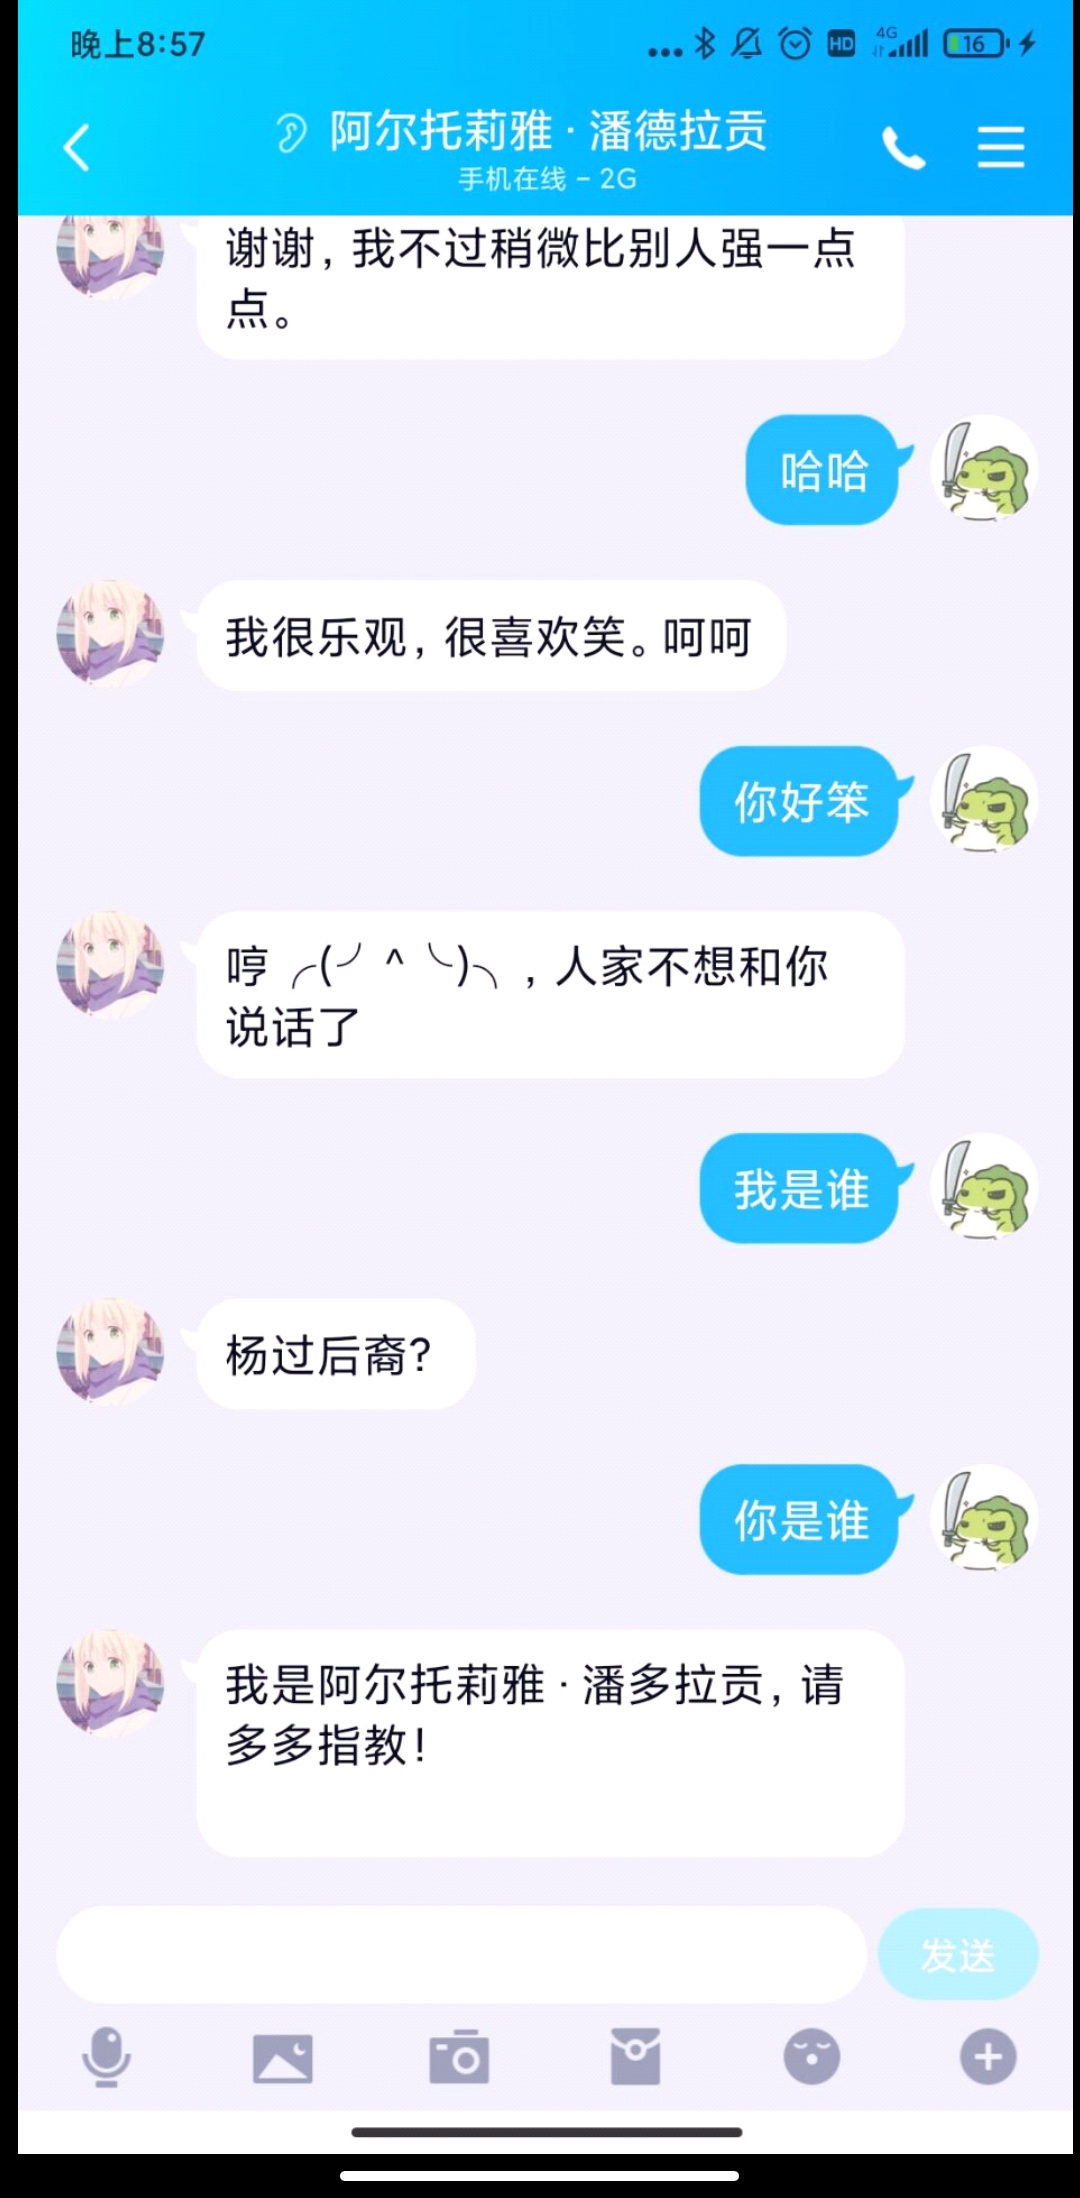 晚上8:57
HD
4G
16
阿尔托莉雅 · 潘德拉贡
手机在线 – 2G
谢谢，我不过稍微比别人强一点
点。
哈哈
我很乐观，很喜欢笑。呵呵
你好笨
哼╭(╯^╰)╮，人家不想和你
说话了
我是谁
杨过后裔?
你是谁
我是阿尔托莉雅 · 潘多拉贡，请
多多指教！
发送